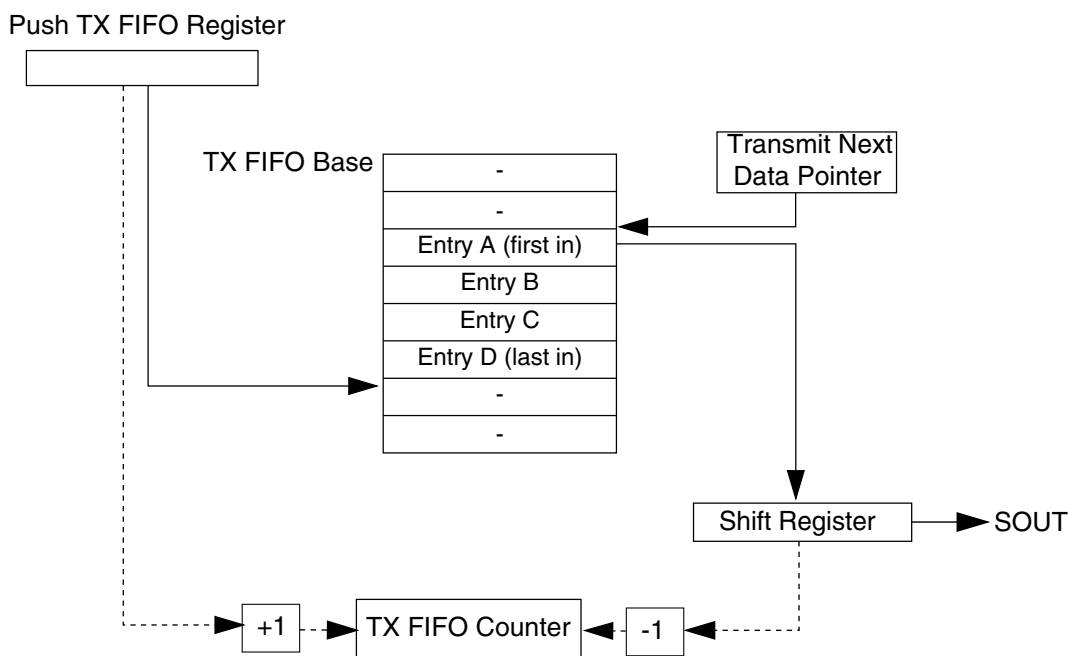 Push TX FIFO Register
TX FIFO Base
-
-
Entry A (first in)
Entry B
Entry C
Entry D (last in)
-
-
Transmit Next
Data Pointer
Shift Register
SOUT
+1
TX FIFO Counter
-1